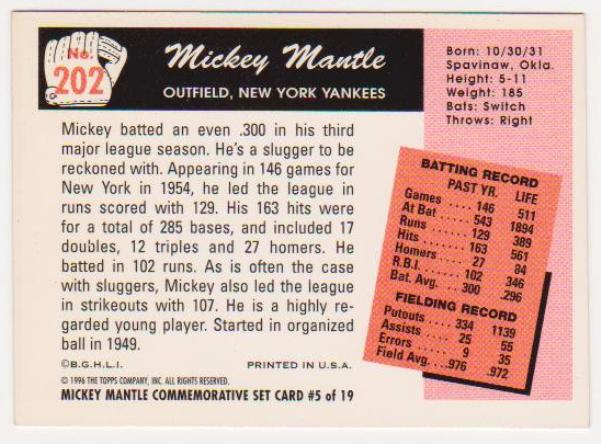 No.
202
Mickey Mantle
OUTFIELD, NEW YORK YANKEES
Born: 10/30/31
Spavinaw, Okla.
Height: 5-11
Weight: 185
Bats: Switch
Throws: Right
Mickey batted an even .300 in his third
major league season. He's a slugger to be
reckoned with. Appearing in 146 games for
New York in 1954, he led the league in
runs scored with 129. His 163 hits were
for a total of 285 bases, and included 17
doubles, 12 triples and 27 homers. He
batted in 102 runs. As is often the case
with sluggers, Mickey also led the league
in strikeouts with 107. He is a highly re-
garded young player. Started in organized
ball in 1949.
BATTING RECORD
PAST YR. LIFE
Games .... 146 511
At Bat .... 543 1894
Runs .... 129 389
Hits .... 163 561
Homers .... 27 84
R.B.I. .... 102 346
Bat. Avg. ... .300 .296
FIELDING RECORD
Putouts .... 334 1139
Assists .... 25 55
Errors .... 9 35
Field Avg. ..976 .972
©B.G.H.L.I. PRINTED IN U.S.A.
© 1996 THE TOPPS COMPANY, INC. ALL RIGHTS RESERVED.
MICKEY MANTLE COMMEMORATIVE SET CARD #5 of 19